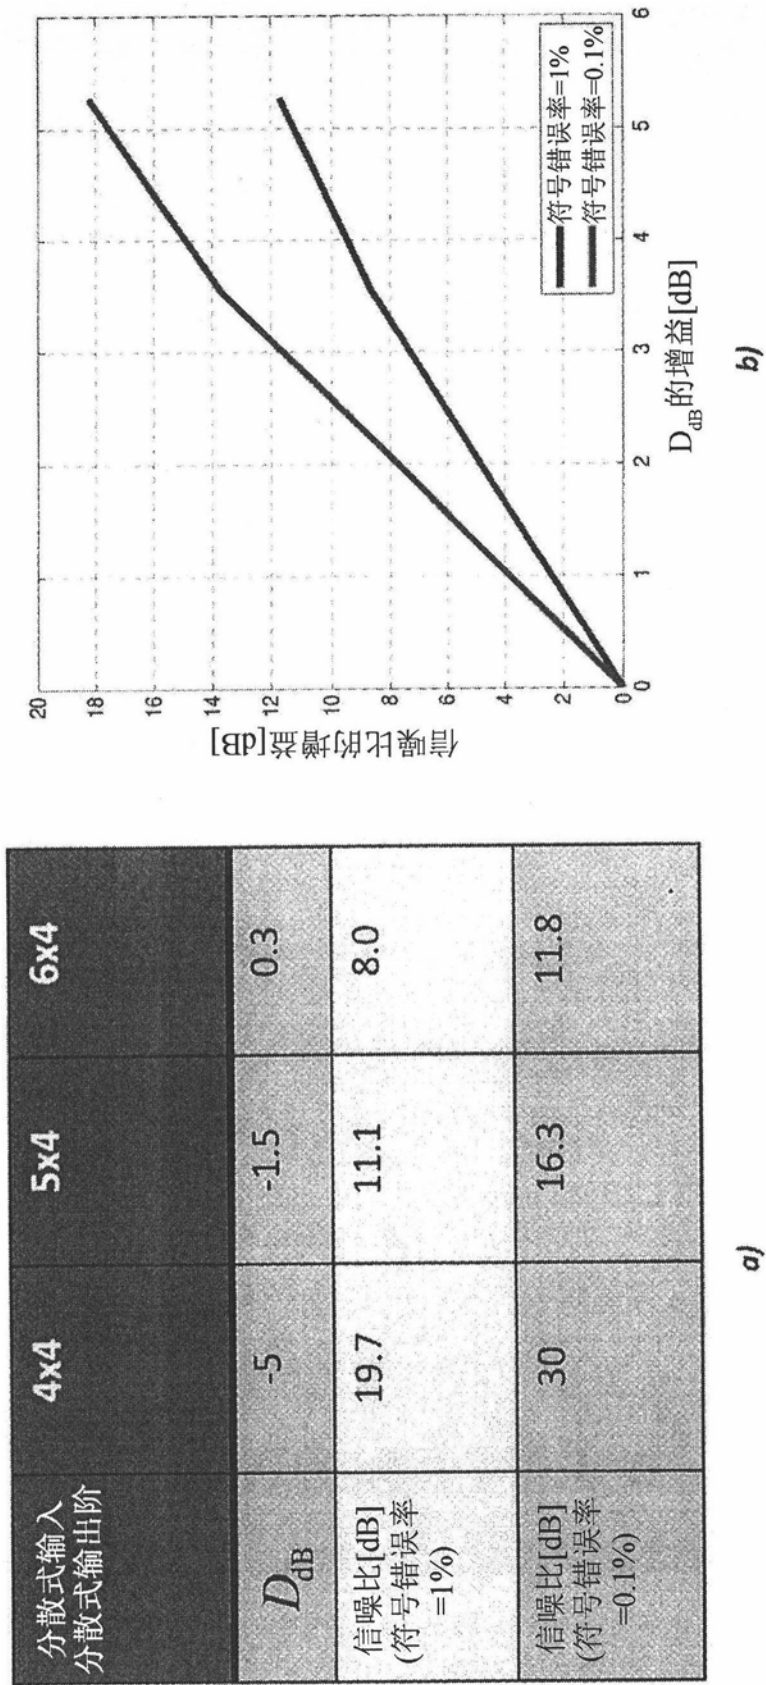 分散式输入
分散式输出阶
4x4
5x4
6x4
D_dB
-5
-1.5
0.3
信噪比[dB]
(符号错误率
=1%)
19.7
11.1
8.0
信噪比[dB]
(符号错误率
=0.1%)
30
16.3
11.8
a)
信噪比的增益[dB]
20
18
16
14
12
10
8
6
4
2
0
0
1
2
3
4
5
6
D_dB的增益[dB]
符号错误率=1%
符号错误率=0.1%
b)